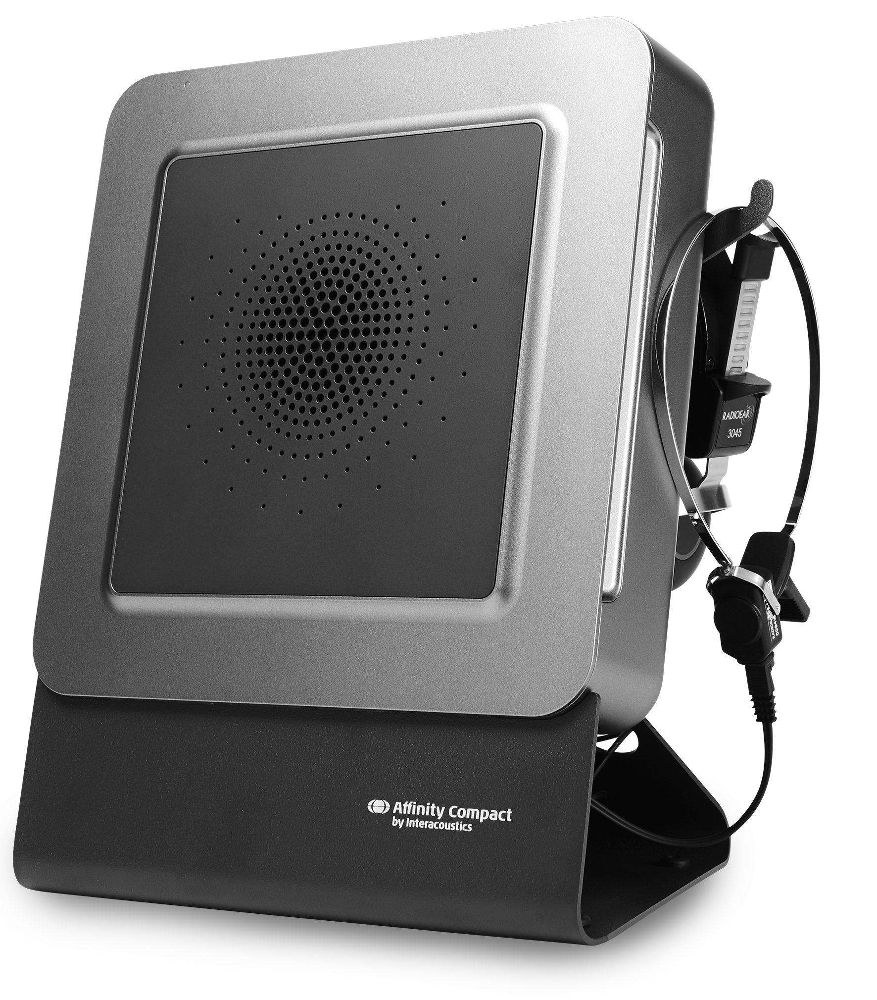 RADIOEAR
3045
Affinity Compact
by Interacoustics